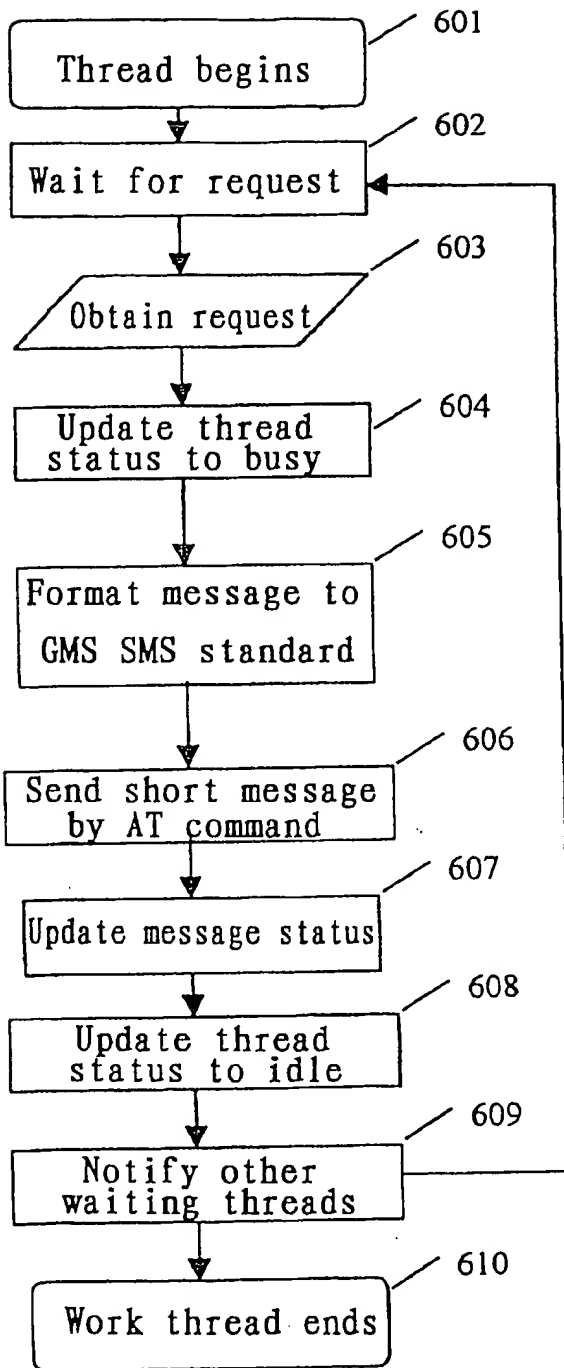 601
Thread begins
602
Wait for request
603
Obtain request
604
Update thread
status to busy
605
Format message to
GMS SMS standard
606
Send short message
by AT command
607
Update message status
608
Update thread
status to idle
609
Notify other
waiting threads
610
Work thread ends